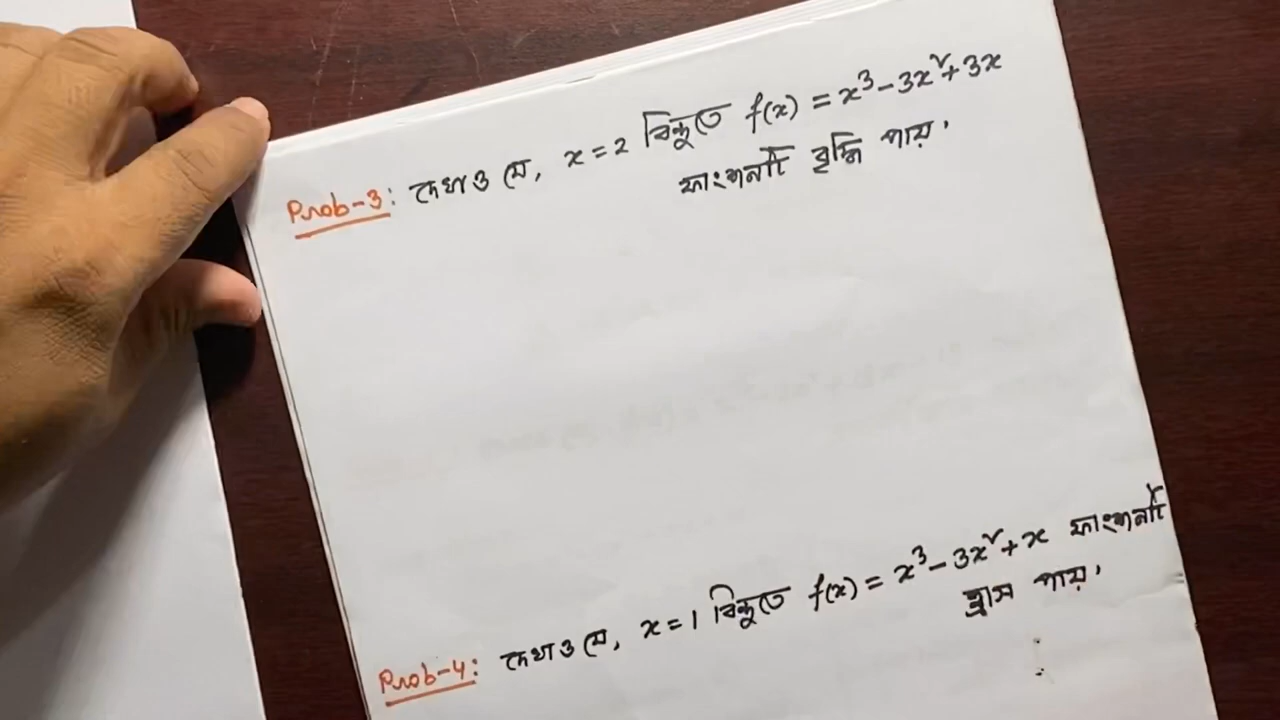 Prob-3: দেখাও যে, x = 2 বিন্দুতে f(x) = x³ - 3x² + 3x
ফাংশনটি বৃদ্ধি পায়.
Prob-4: দেখাও যে, x = 1 বিন্দুতে f(x) = x³ - 3x² + x ফাংশনটি
হ্রাস পায়.